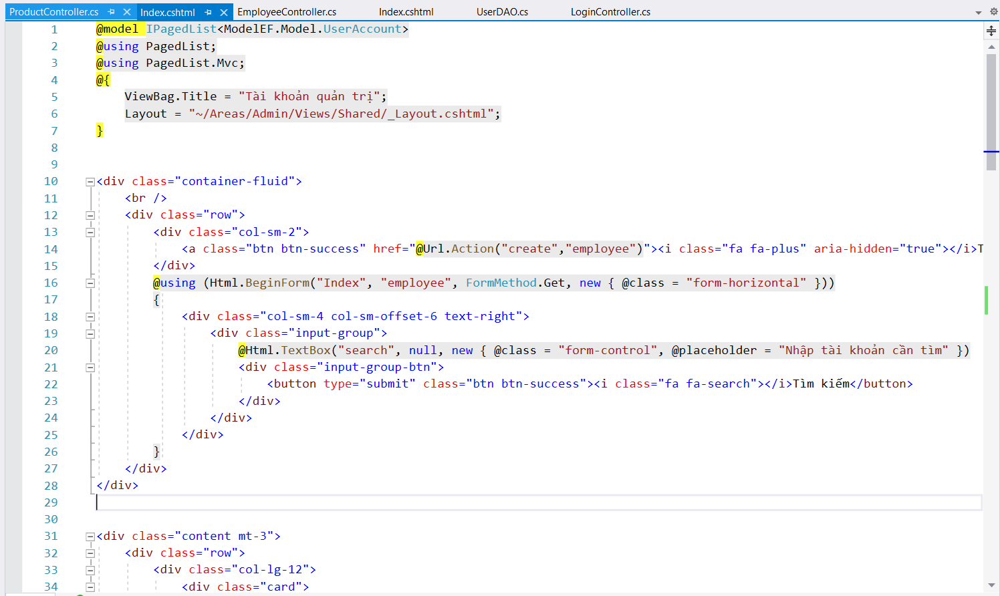 ProductController.cs Index.cshtml EmployeeController.cs Index.cshtml UserDAO.cs LoginController.cs
1 @model IPagedList<ModelEF.Model.UserAccount>
2 @using PagedList;
3 @using PagedList.Mvc;
4 @{
5 ViewBag.Title = "Tài khoản quản trị";
6 Layout = "~/Areas/Admin/Views/Shared/_Layout.cshtml";
7 }
8
9
10 <div class="container-fluid">
11 <br />
12 <div class="row">
13 <div class="col-sm-2">
14 <a class="btn btn-success" href="@Url.Action("create","employee")"><i class="fa fa-plus" aria-hidden="true"></i>T
15 </div>
16 @using (Html.BeginForm("Index", "employee", FormMethod.Get, new { @class = "form-horizontal" }))
17 {
18 <div class="col-sm-4 col-sm-offset-6 text-right">
19 <div class="input-group">
20 @Html.TextBox("search", null, new { @class = "form-control", @placeholder = "Nhập tài khoản cần tìm" })
21 <div class="input-group-btn">
22 <button type="submit" class="btn btn-success"><i class="fa fa-search"></i>Tìm kiếm</button>
23 </div>
24 </div>
25 </div>
26 }
27 </div>
28 </div>
29
30
31 <div class="content mt-3">
32 <div class="row">
33 <div class="col-lg-12">
34 <div class="card">